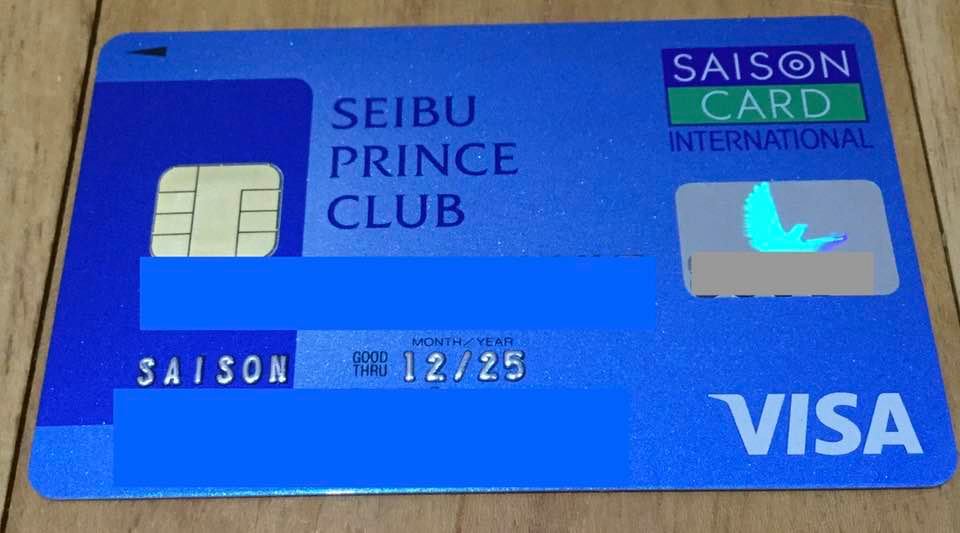 SEIBU
PRINCE
CLUB
SAISON
CARD
INTERNATIONAL
MONTH/YEAR
SAISON
GOOD
THRU
12/25
VISA